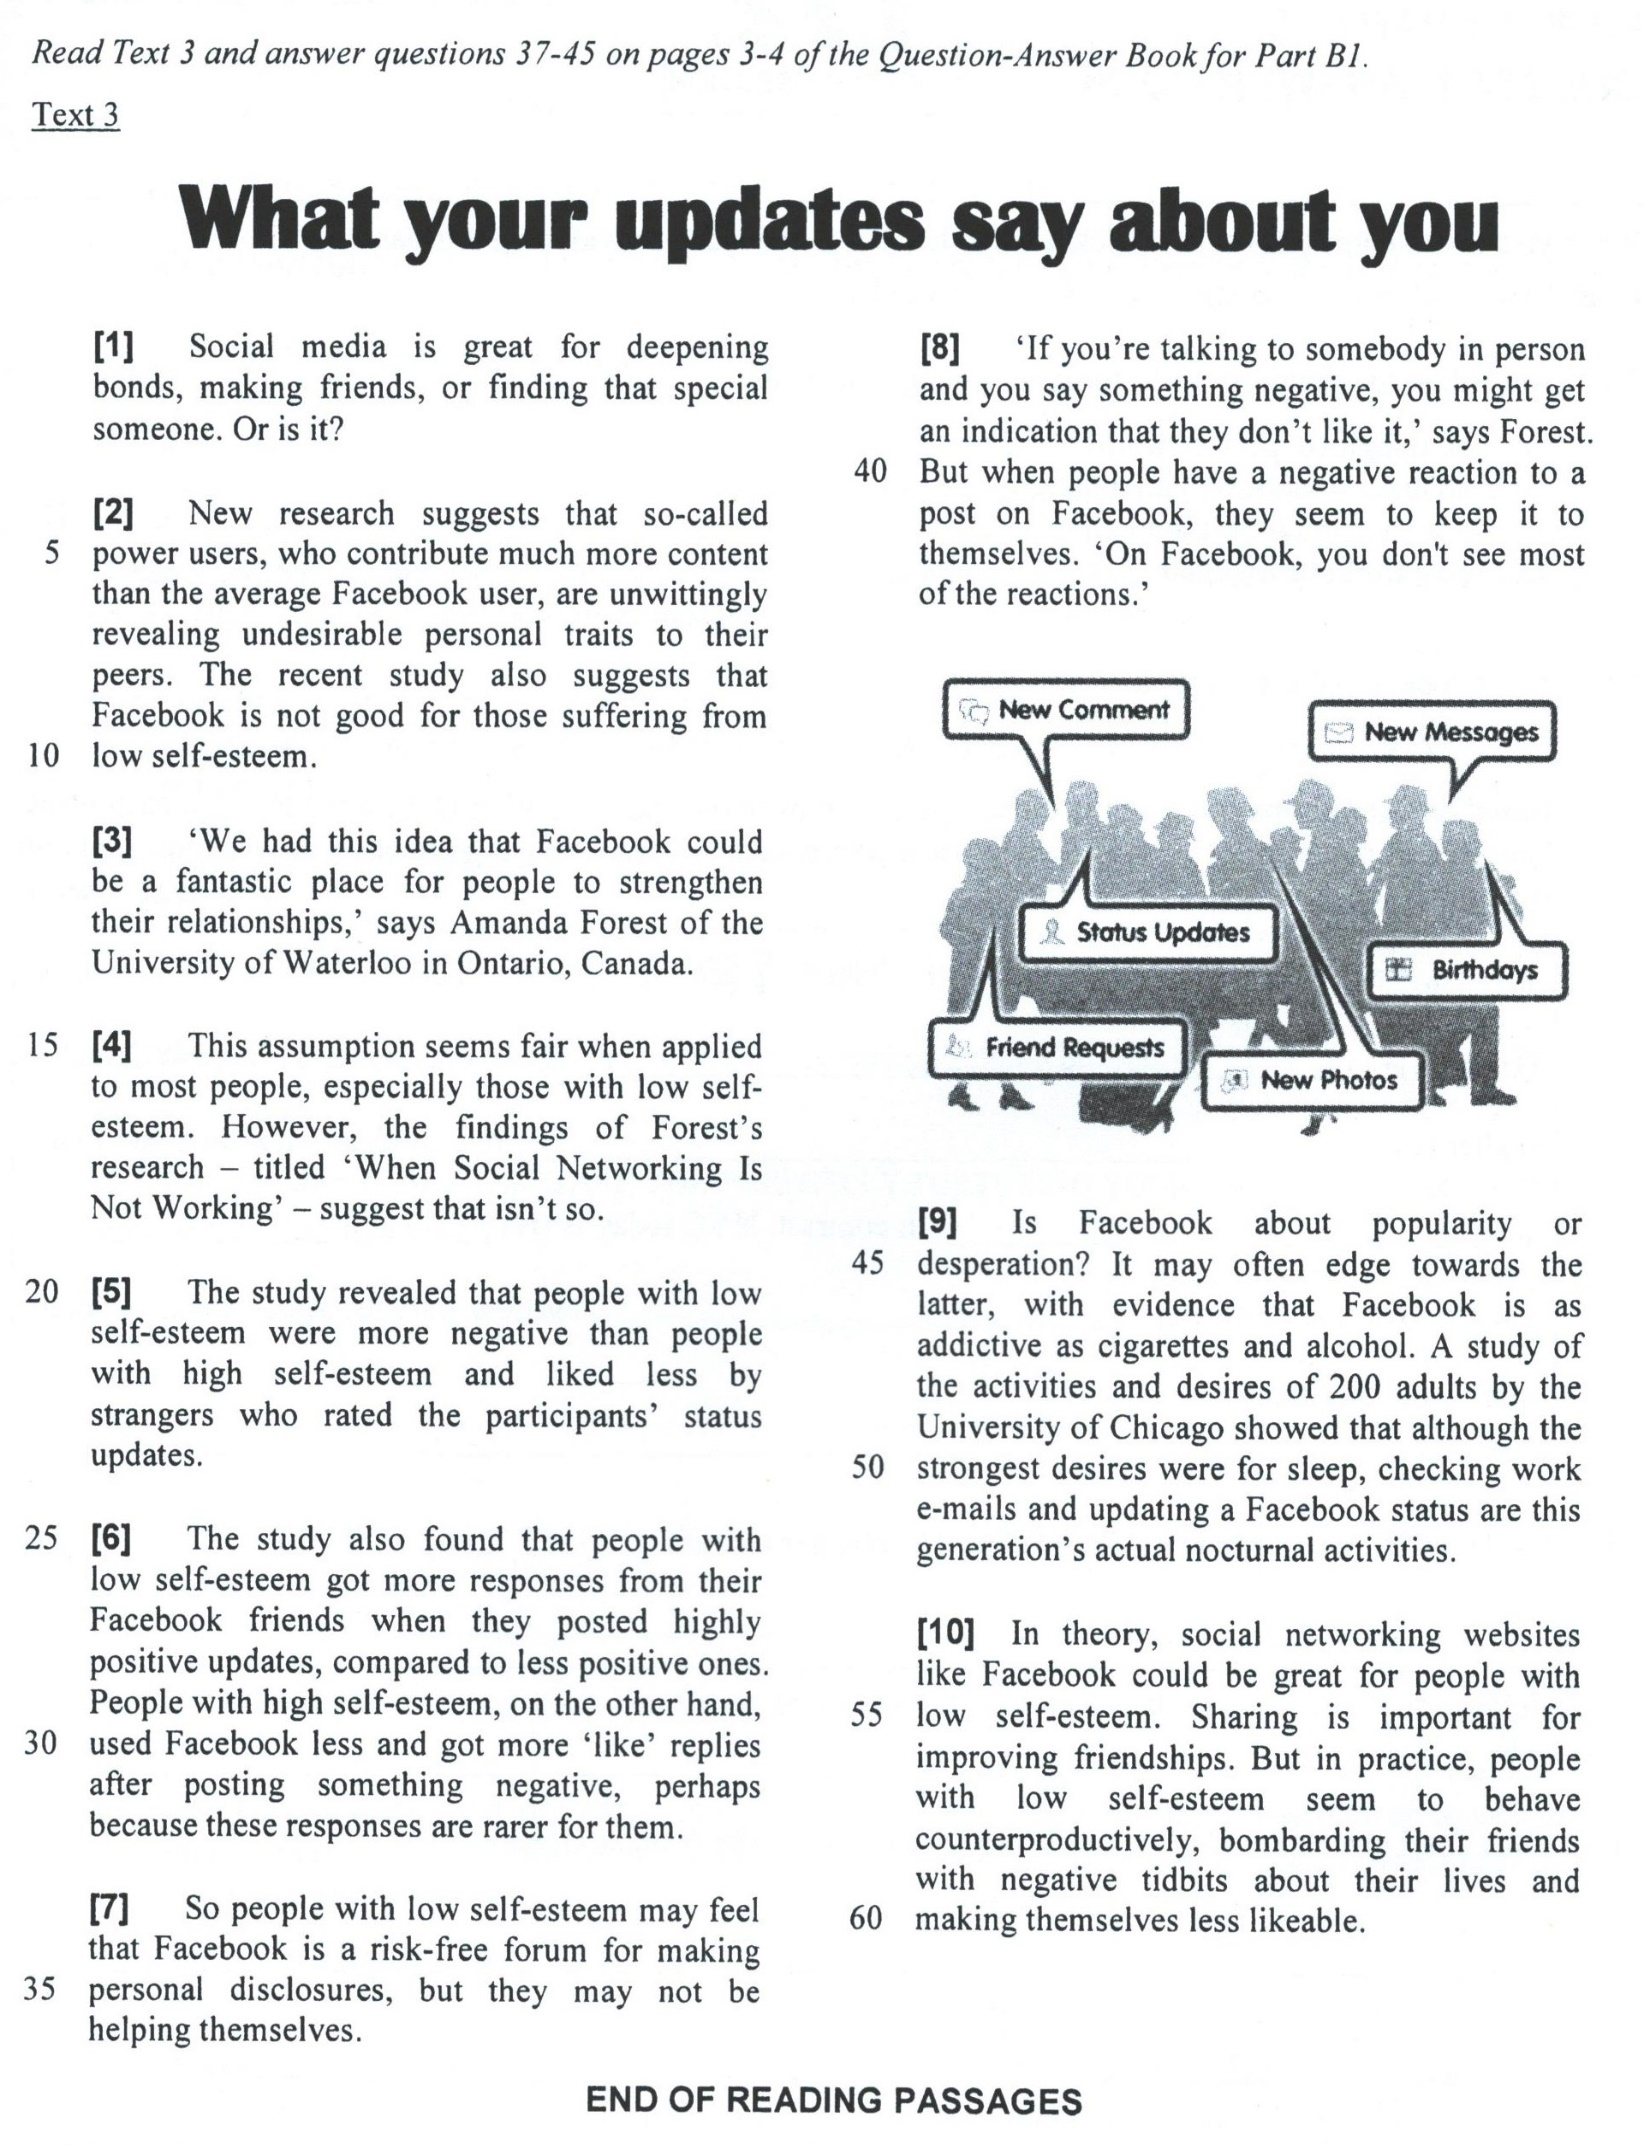 Read Text 3 and answer questions 37-45 on pages 3-4 of the Question-Answer Book for Part B1.
Text 3
What your updates say about you
[1] Social media is great for deepening
bonds, making friends, or finding that special
someone. Or is it?
[2] New research suggests that so-called
5 power users, who contribute much more content
than the average Facebook user, are unwittingly
revealing undesirable personal traits to their
peers. The recent study also suggests that
Facebook is not good for those suffering from
10 low self-esteem.
[3] ‘We had this idea that Facebook could
be a fantastic place for people to strengthen
their relationships,’ says Amanda Forest of the
University of Waterloo in Ontario, Canada.
15 [4] This assumption seems fair when applied
to most people, especially those with low self-
esteem. However, the findings of Forest’s
research – titled ‘When Social Networking Is
Not Working’ – suggest that isn’t so.
20 [5] The study revealed that people with low
self-esteem were more negative than people
with high self-esteem and liked less by
strangers who rated the participants’ status
updates.
25 [6] The study also found that people with
low self-esteem got more responses from their
Facebook friends when they posted highly
positive updates, compared to less positive ones.
People with high self-esteem, on the other hand,
30 used Facebook less and got more ‘like’ replies
after posting something negative, perhaps
because these responses are rarer for them.
[7] So people with low self-esteem may feel
that Facebook is a risk-free forum for making
35 personal disclosures, but they may not be
helping themselves.
[8] ‘If you’re talking to somebody in person
and you say something negative, you might get
an indication that they don’t like it,’ says Forest.
40 But when people have a negative reaction to a
post on Facebook, they seem to keep it to
themselves. ‘On Facebook, you don't see most
of the reactions.’
New Comment
New Messages
Status Updates
Birthdays
Friend Requests
New Photos
[9] Is Facebook about popularity or
45 desperation? It may often edge towards the
latter, with evidence that Facebook is as
addictive as cigarettes and alcohol. A study of
the activities and desires of 200 adults by the
University of Chicago showed that although the
50 strongest desires were for sleep, checking work
e-mails and updating a Facebook status are this
generation’s actual nocturnal activities.
[10] In theory, social networking websites
like Facebook could be great for people with
55 low self-esteem. Sharing is important for
improving friendships. But in practice, people
with low self-esteem seem to behave
counterproductively, bombarding their friends
with negative tidbits about their lives and
60 making themselves less likeable.
END OF READING PASSAGES